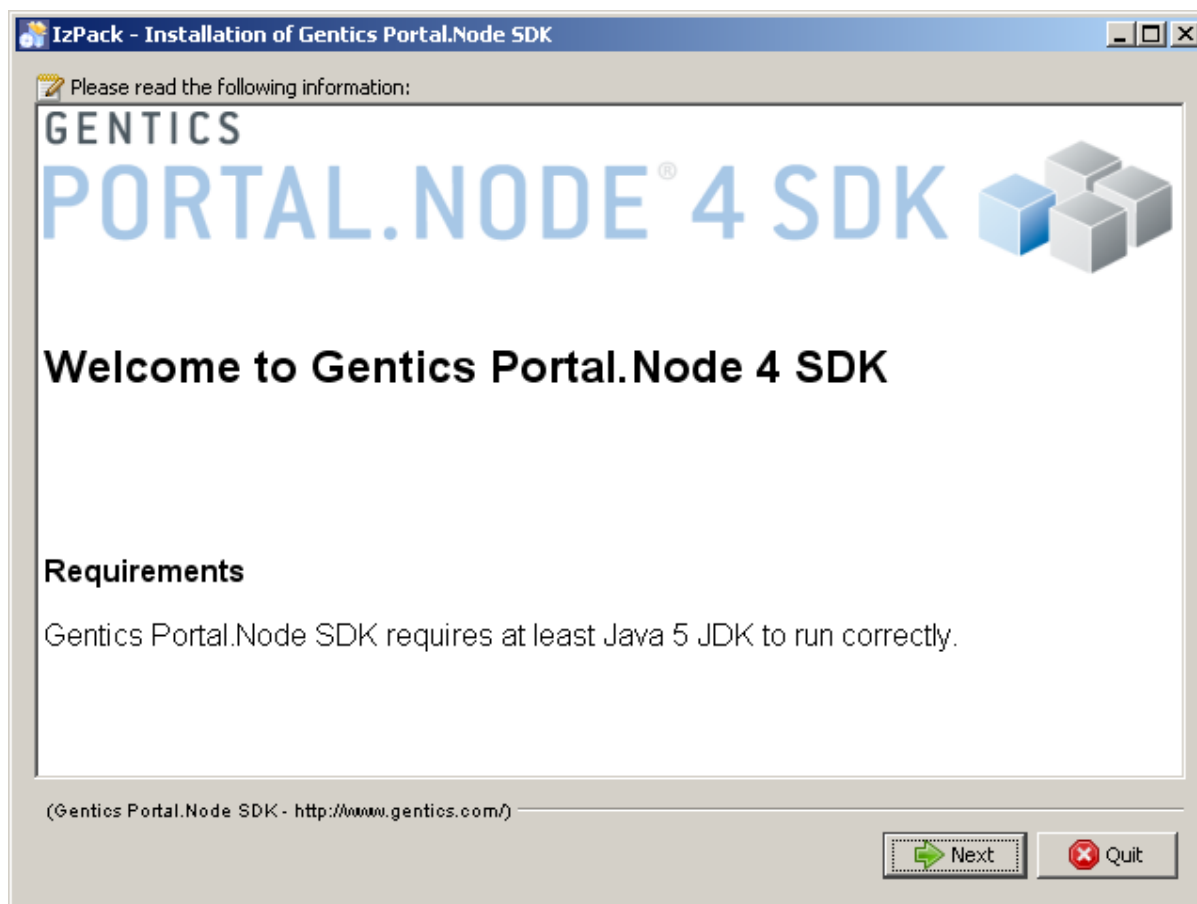 IzPack - Installation of Gentics Portal.Node SDK
Please read the following information:
GENTICS
PORTAL.NODE® 4 SDK
Welcome to Gentics Portal.Node 4 SDK
Requirements
Gentics Portal.Node SDK requires at least Java 5 JDK to run correctly.
(Gentics Portal.Node SDK - http://www.gentics.com/)
Next Quit